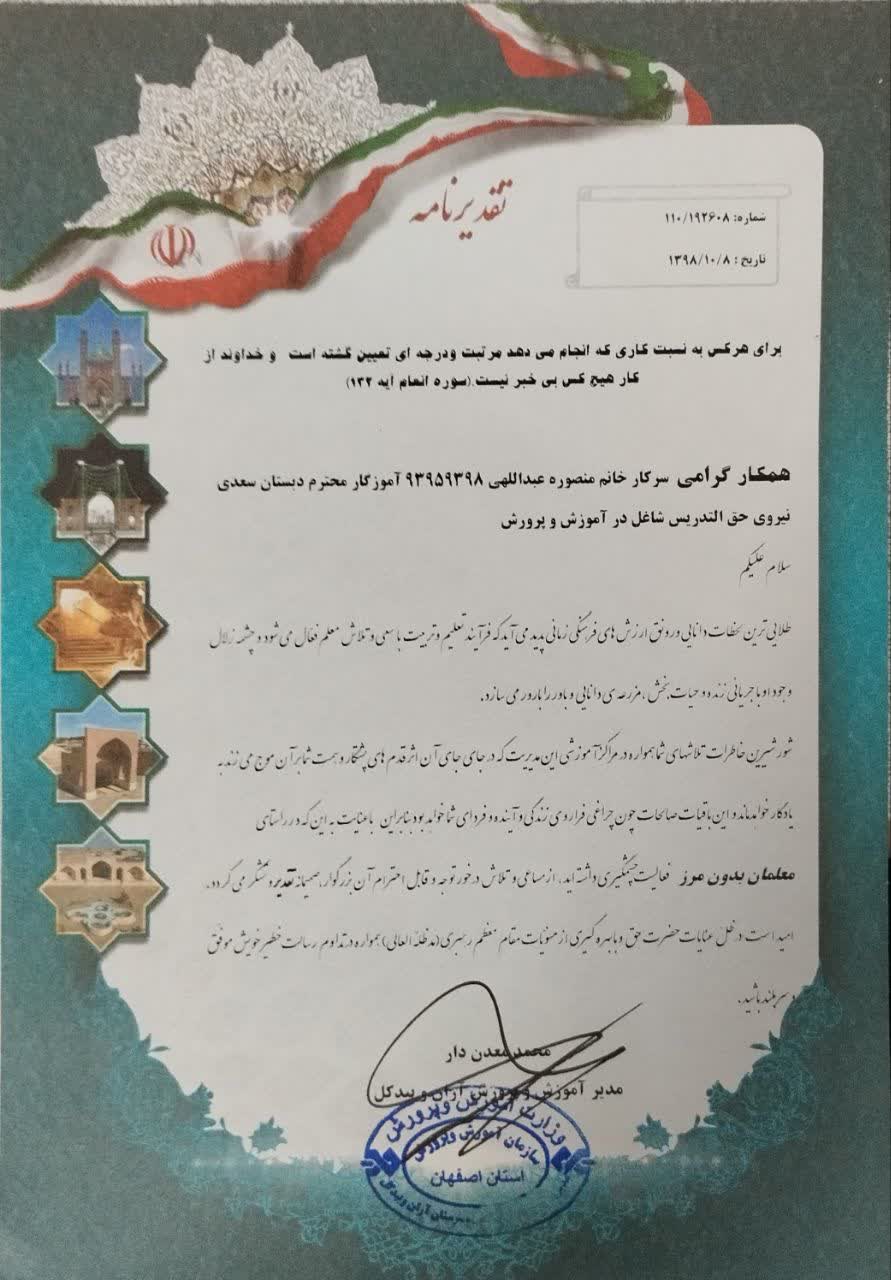 تقدیرنامه
شماره: ۱۱۰/۱۹۲۶۰۸
تاریخ : ۱۳۹۸/۱۰/۸
برای هرکس به نسبت کاری که انجام می دهد مرتبت ودرجه ای تعیین گشته است و خداوند از
کار هیچ کس بی خبر نیست.(سوره انعام آیه ۱۳۲)
همکار گرامی سرکار خانم منصوره عبداللهی ۹۳۹۵۹۳۹۸ آموزگار محترم دبستان سعدی
نیروی حق التدریس شاغل در آموزش و پرورش
سلام علیکم
طلایی ترین لحظات دانایی و رونق ارزش های فرهنگی زمانی پدید می آید که فرآیند تعلیم و تربیت با سعی و تلاش معلم فعال می شود و چشمه زلال
وجود او با جریانی زنده و حیات بخش ، مزرعه ی دانایی و باور را بارور می سازد.
شور شیرین خاطرات تلاشهای شما همواره در مراکز آموزشی این مدیریت که در جای جای آن اثر قدم های پشتکار و همت شما بر آن موج می زند به
یادگار خواهد ماند و این باقیات صالحات چون چراغی فرا روی زندگی و آینده و فردای شما خواهد بود بنابراین با عنایت به این که در راستای
معلمان بدون مرز فعالیت چشمگیری داشته اید، از مساعی و تلاش در خور توجه و قابل احترام آن بزرگوار، صمیمانه تقدیر و تشکر می گردد.
امید است در ظل عنایات حضرت حق و با بهره گیری از منویات مقام معظم رهبری (مدظله العالی) همواره در تداوم رسالت خطیر خویش موفق
و سربلند باشید.
محمد معدن دار
مدیر آموزش و پرورش آران و بیدگل
وزارت آموزش و پرورش
سازمان آموزش و پرورش
استان اصفهان
شهرستان آران و بیدگل